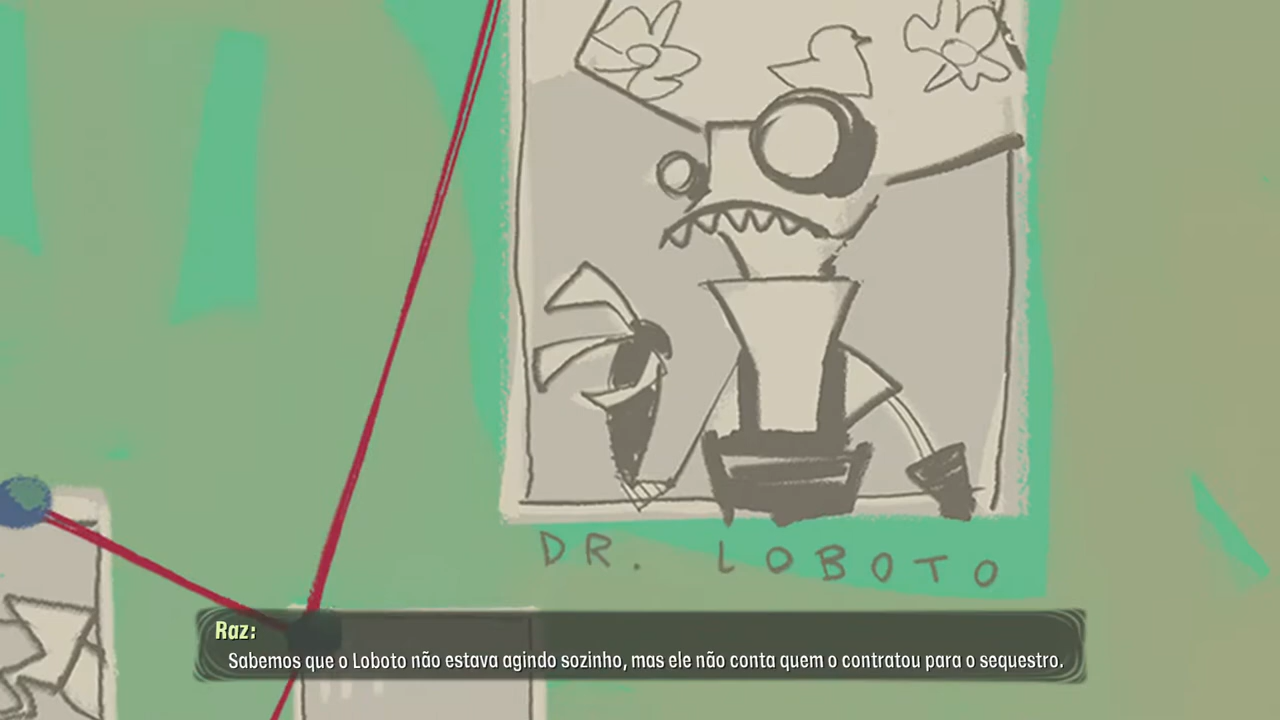 DR. LOBOTO
Raz:
Sabemos que o Loboto não estava agindo sozinho, mas ele não conta quem o contratou para o sequestro.